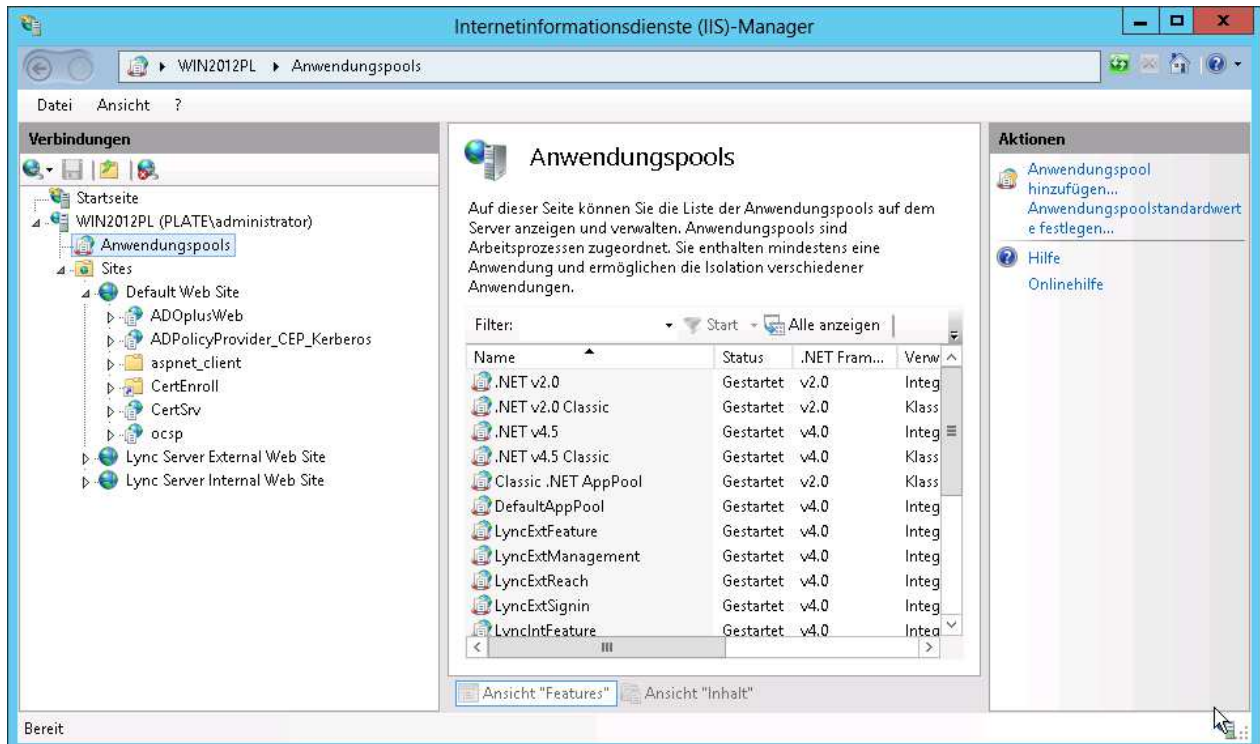 Internetinformationsdienste (IIS)-Manager
WIN2012PL Anwendungspools
Datei Ansicht ?
Verbindungen
Startseite
WIN2012PL (PLATE\administrator)
Anwendungspools
Sites
Default Web Site
ADOplusWeb
ADPolicyProvider_CEP_Kerberos
aspnet_client
CertEnroll
CertSrv
ocsp
Lync Server External Web Site
Lync Server Internal Web Site
Anwendungspools
Auf dieser Seite können Sie die Liste der Anwendungspools auf dem
Server anzeigen und verwalten. Anwendungspools sind
Arbeitsprozessen zugeordnet. Sie enthalten mindestens eine
Anwendung und ermöglichen die Isolation verschiedener
Anwendungen.
Filter: Start Alle anzeigen
Name Status .NET Fram... Verw
.NET v2.0 Gestartet v2.0 Integ
.NET v2.0 Classic Gestartet v2.0 Klass
.NET v4.5 Gestartet v4.0 Integ
.NET v4.5 Classic Gestartet v4.0 Klass
Classic .NET AppPool Gestartet v2.0 Klass
DefaultAppPool Gestartet v4.0 Integ
LyncExtFeature Gestartet v4.0 Integ
LyncExtManagement Gestartet v4.0 Integ
LyncExtReach Gestartet v4.0 Integ
LyncExtSignin Gestartet v4.0 Integ
LyncIntFeature Gestartet v4.0 Integ
Ansicht "Features" Ansicht "Inhalt"
Aktionen
Anwendungspool
hinzufügen...
Anwendungspoolstandardwert
e festlegen...
Hilfe
Onlinehilfe
Bereit